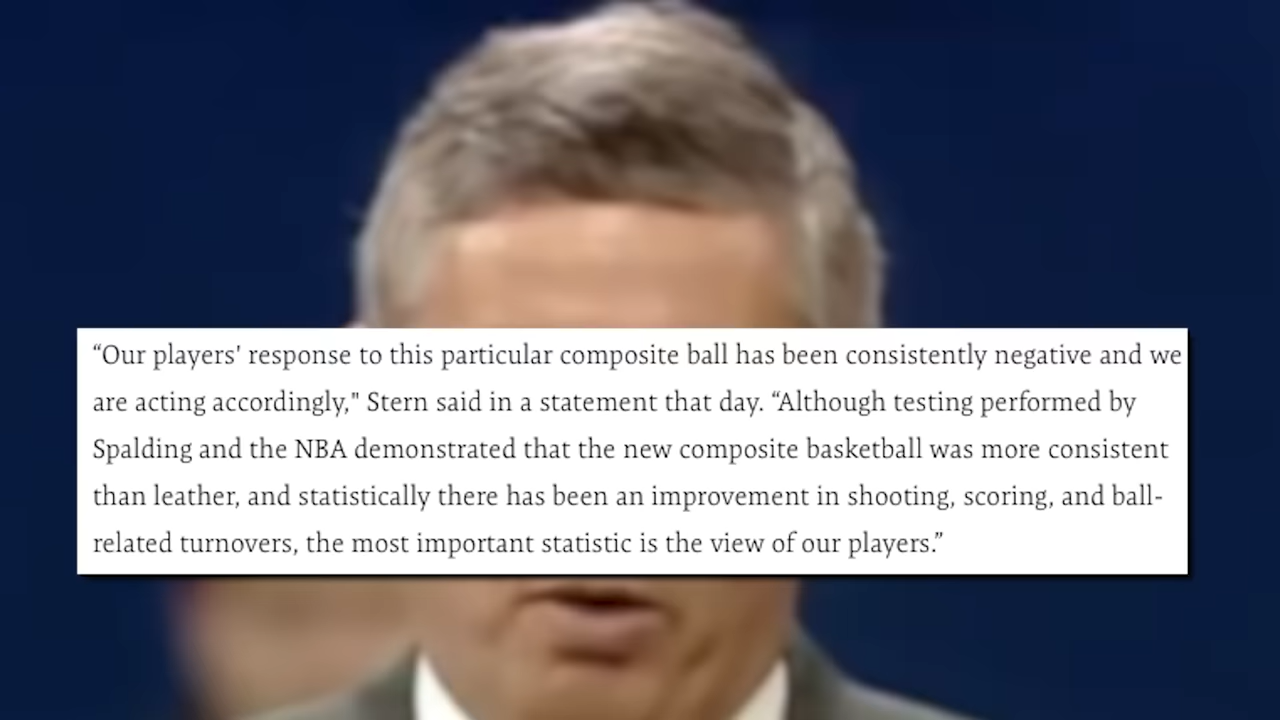 “Our players' response to this particular composite ball has been consistently negative and we
are acting accordingly," Stern said in a statement that day. “Although testing performed by
Spalding and the NBA demonstrated that the new composite basketball was more consistent
than leather, and statistically there has been an improvement in shooting, scoring, and ball-
related turnovers, the most important statistic is the view of our players.”